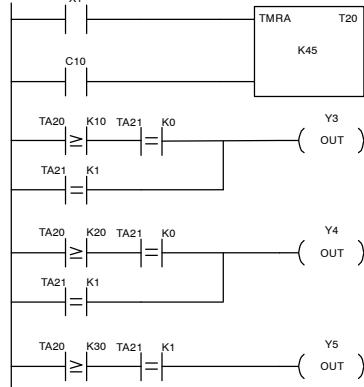 X1
TMRA T20
K45
C10
TA20 K10 TA21 K0 Y3
≥ = OUT
TA21 K1
=
TA20 K20 TA21 K0 Y4
≥ = OUT
TA21 K1
=
TA20 K30 TA21 K1 Y5
≥ = OUT